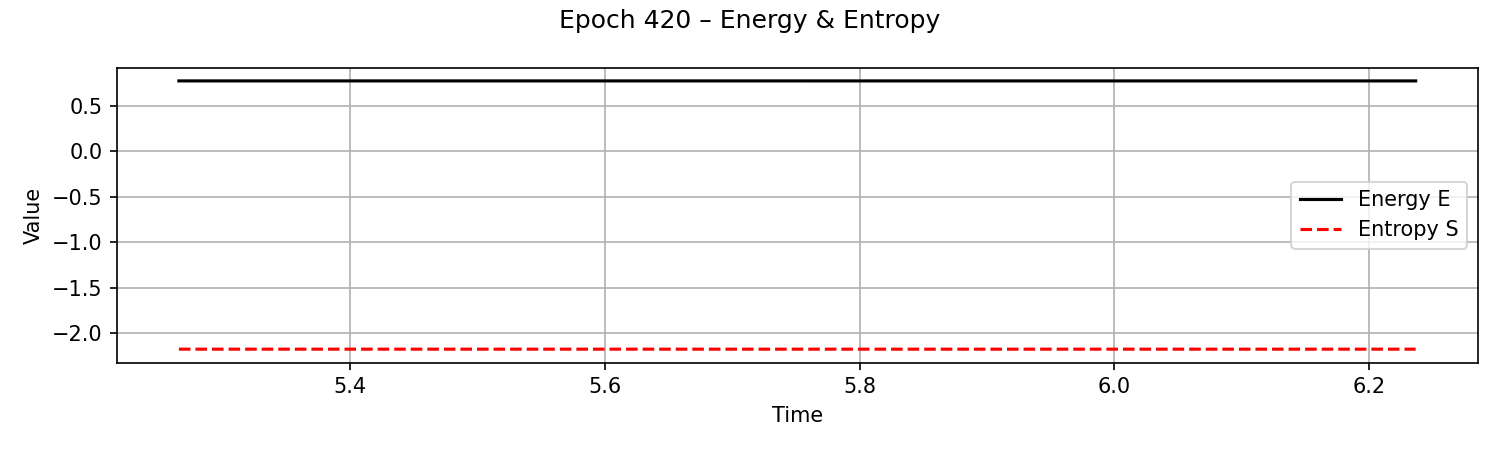 Epoch 420 – Energy & Entropy
0.5
0.0
−0.5
−1.0
−1.5
−2.0
Value
Energy E
Entropy S
5.4
5.6
5.8
6.0
6.2
Time